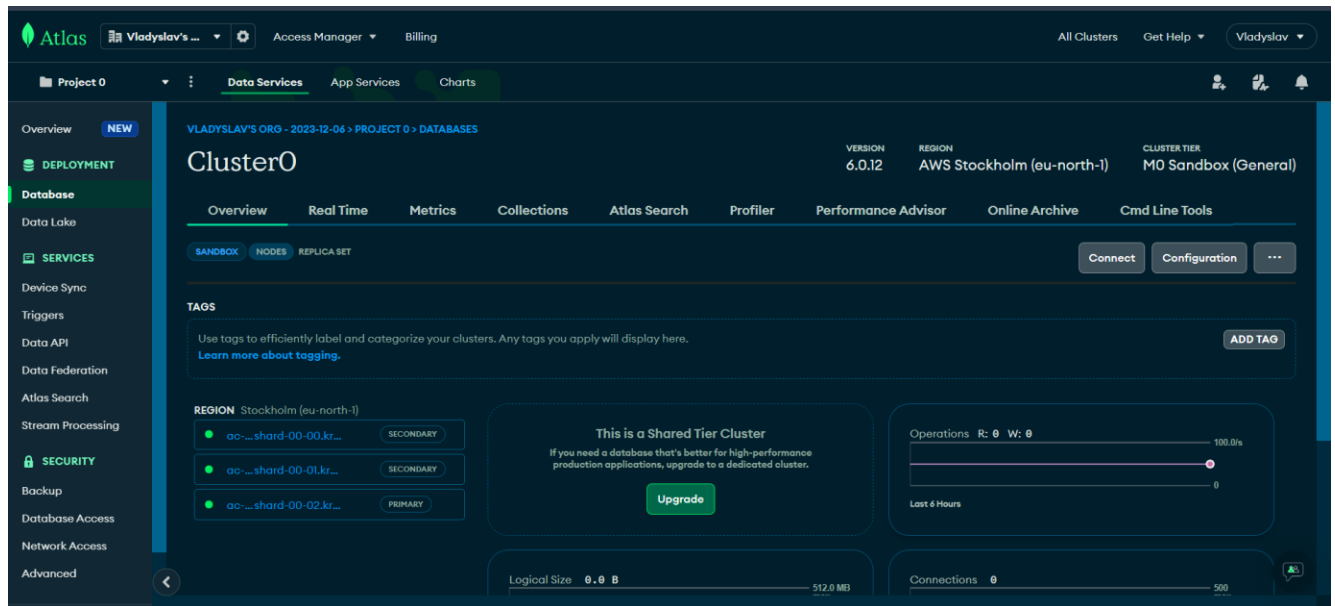 Atlas Vladyslav's ... Access Manager Billing All Clusters Get Help Vladyslav
Project 0 Data Services App Services Charts
Overview NEW
DEPLOYMENT
Database
Data Lake
SERVICES
Device Sync
Triggers
Data API
Data Federation
Atlas Search
Stream Processing
SECURITY
Backup
Database Access
Network Access
Advanced
VLADYSLAV'S ORG - 2023-12-06 > PROJECT 0 > DATABASES
Cluster0
VERSION
6.0.12
REGION
AWS Stockholm (eu-north-1)
CLUSTER TIER
M0 Sandbox (General)
Overview Real Time Metrics Collections Atlas Search Profiler Performance Advisor Online Archive Cmd Line Tools
SANDBOX NODES REPLICA SET
Connect Configuration ...
TAGS
Use tags to efficiently label and categorize your clusters. Any tags you apply will display here.
Learn more about tagging.
ADD TAG
REGION Stockholm (eu-north-1)
ac-...shard-00-00.kr... SECONDARY
ac-...shard-00-01.kr... SECONDARY
ac-...shard-00-02.kr... PRIMARY
This is a Shared Tier Cluster
If you need a database that's better for high-performance
production applications, upgrade to a dedicated cluster.
Upgrade
Operations R: 0 W: 0
100.0/s
0
Last 6 Hours
Logical Size 0.0 B
512.0 MB
Connections 0
500